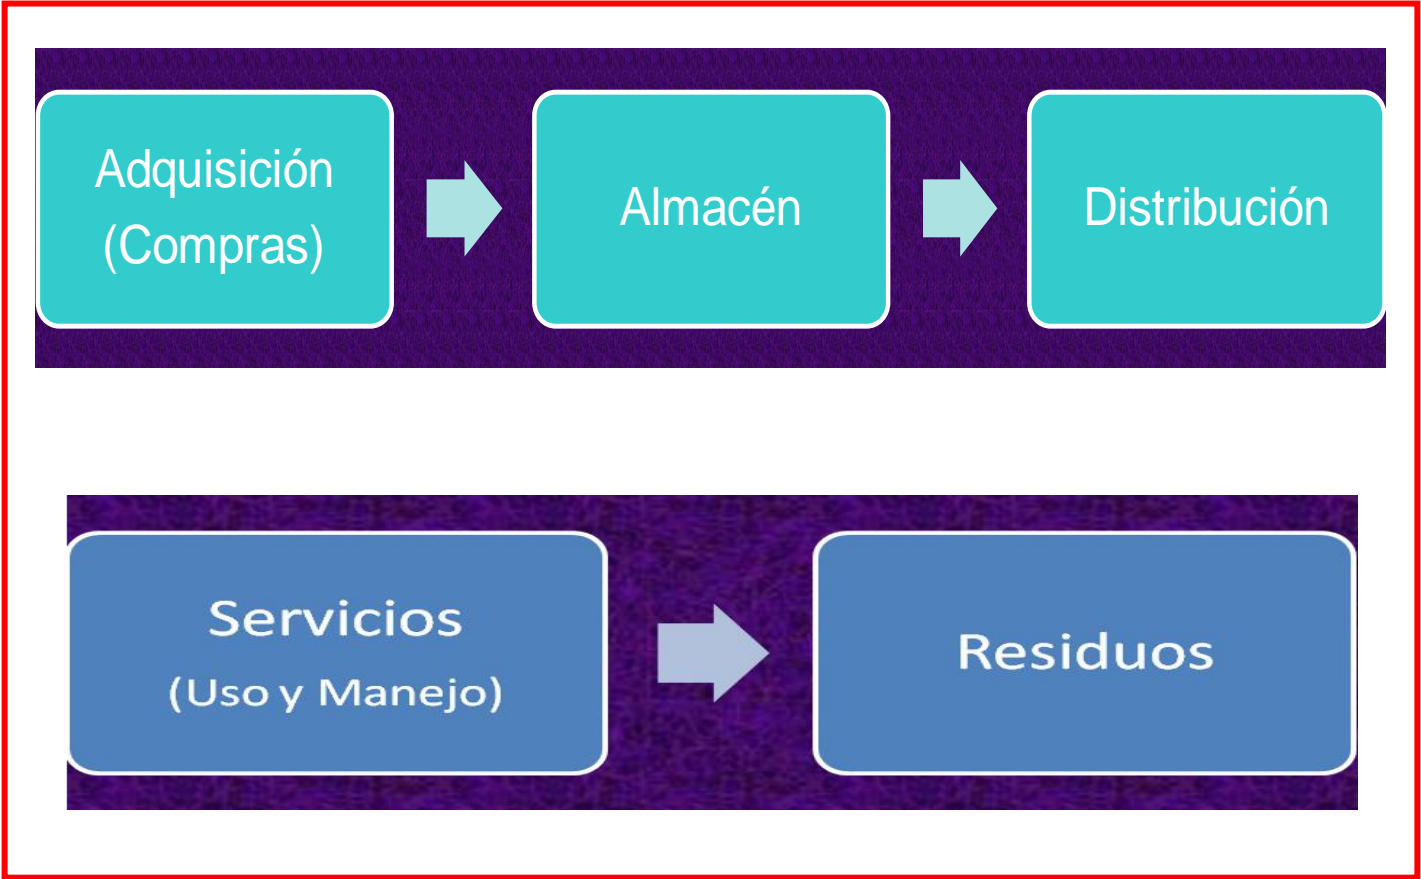 Adquisición
(Compras)
Almacén
Distribución
Servicios
(Uso y Manejo)
Residuos